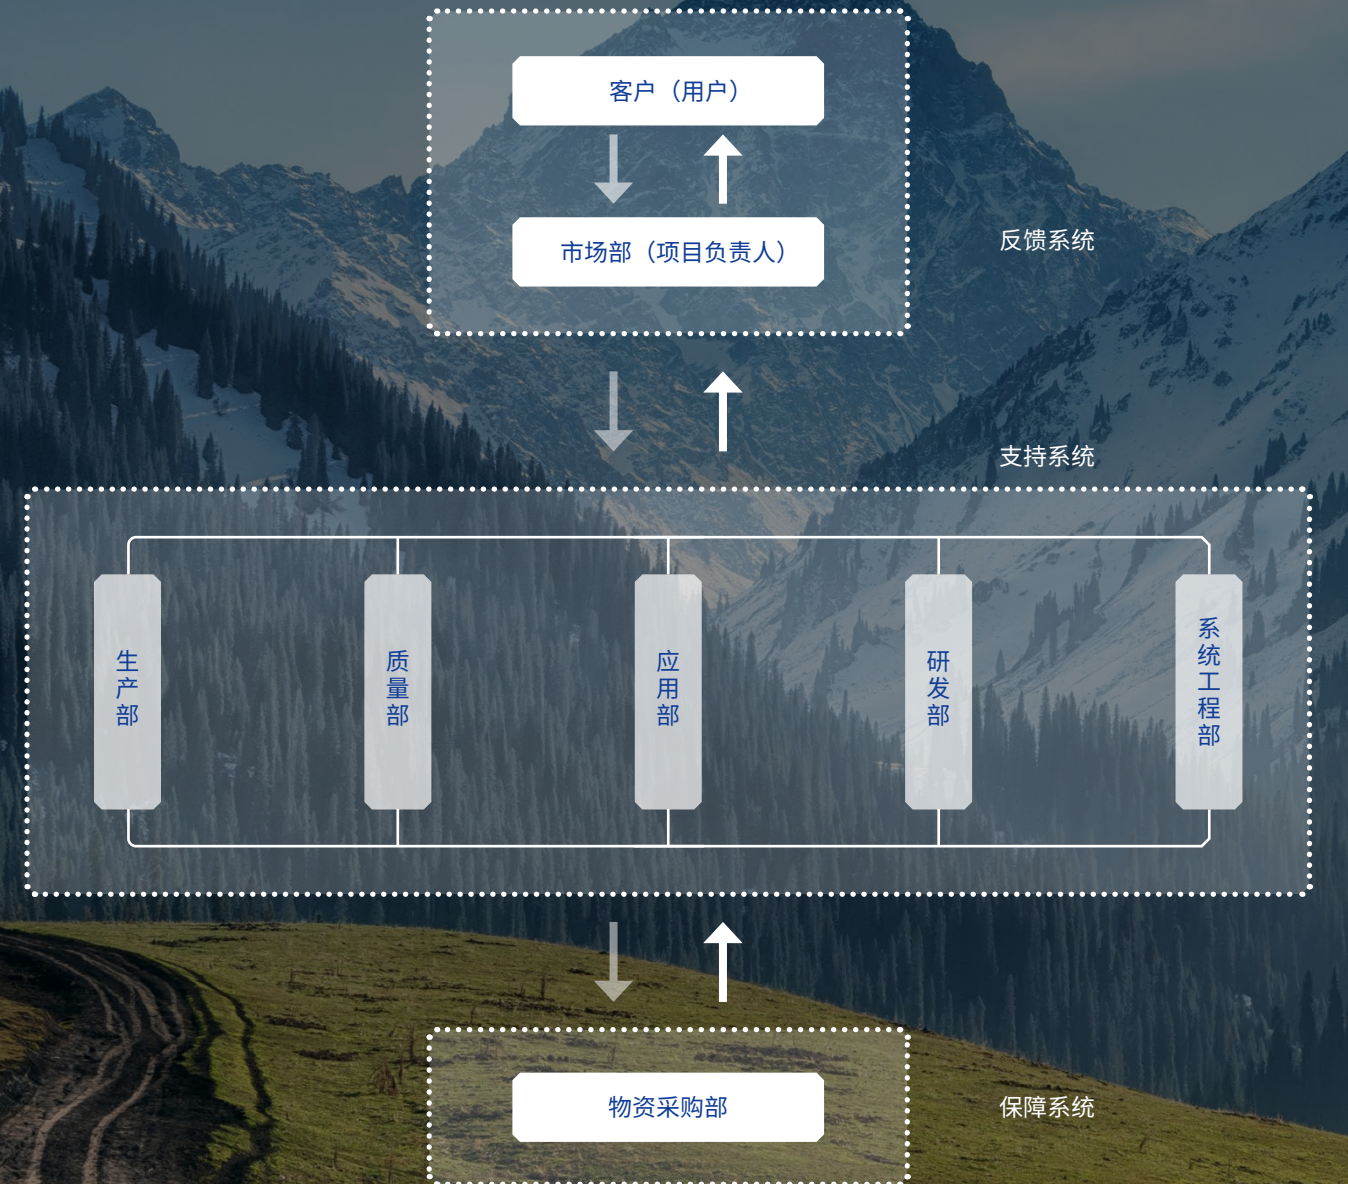 客户（用户）
市场部（项目负责人）
反馈系统
支持系统
生产部
质量部
应用部
研发部
系统工程部
物资采购部
保障系统